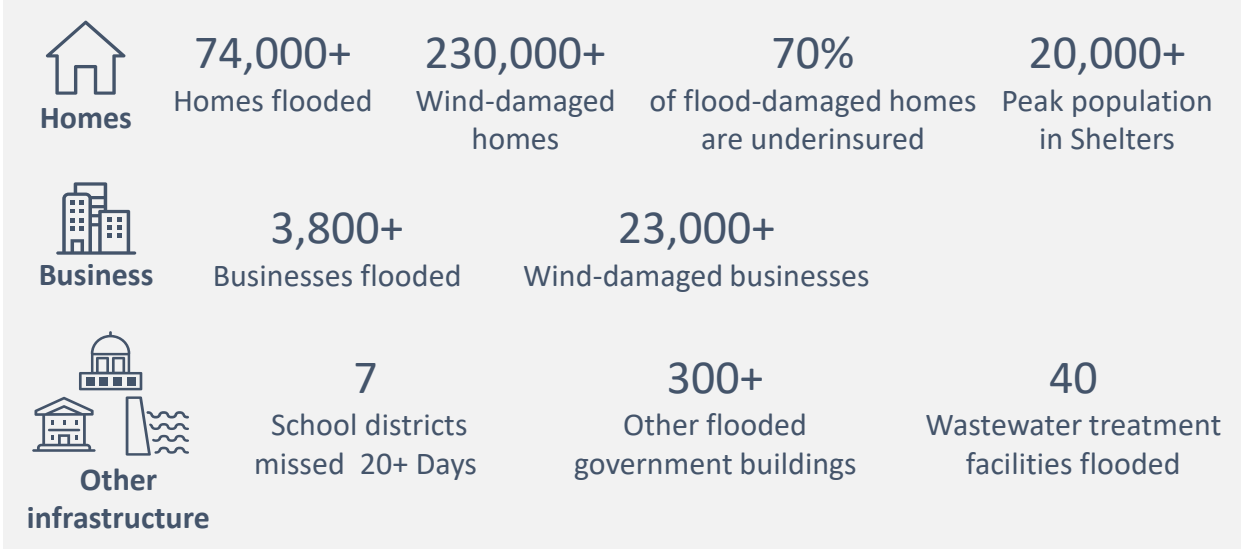 Homes
74,000+
Homes flooded
230,000+
Wind-damaged
homes
70%
of flood-damaged homes
are underinsured
20,000+
Peak population
in Shelters
Business
3,800+
Businesses flooded
23,000+
Wind-damaged businesses
Other
infrastructure
7
School districts
missed  20+ Days
300+
Other flooded
government buildings
40
Wastewater treatment
facilities flooded